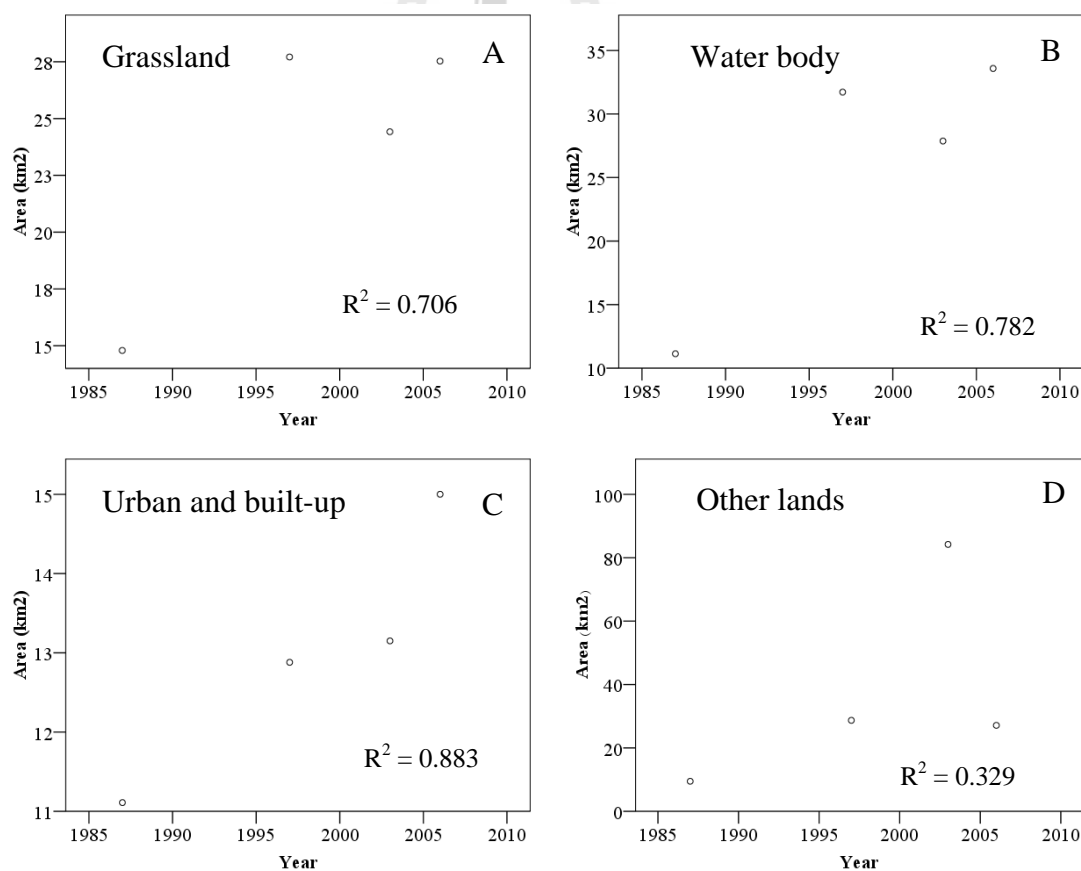 Grassland
A
28
25
23
20
18
15
Area (km2)
R² = 0.706
1985 1990 1995 2000 2005 2010
Year
Water body
B
35
30
25
20
15
10
Area (km2)
R² = 0.782
1985 1990 1995 2000 2005 2010
Year
Urban and built-up
C
15
14
13
12
11
Area (km2)
R² = 0.883
1985 1990 1995 2000 2005 2010
Year
Other lands
D
100
80
60
40
20
0
Area (km2)
R² = 0.329
1985 1990 1995 2000 2005 2010
Year